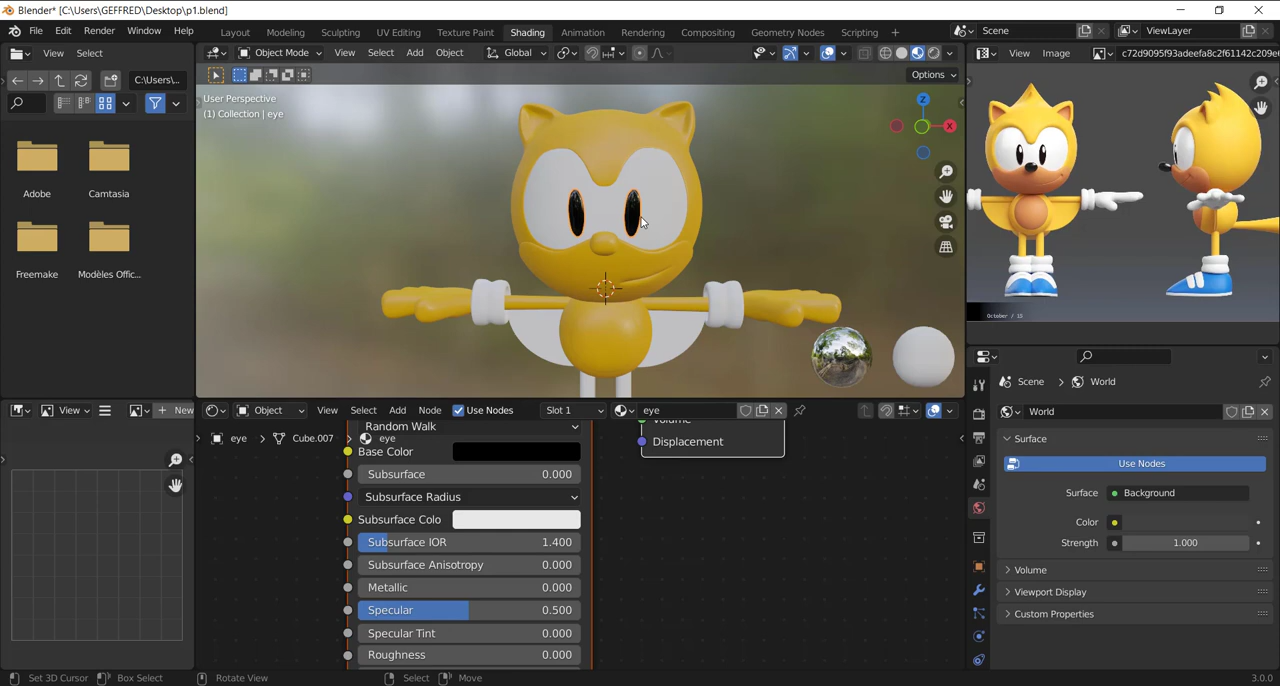 Blender* [C:\Users\GEFFRED\Desktop\p1.blend]
File Edit Render Window Help
Layout Modeling Sculpting UV Editing Texture Paint Shading Animation Rendering Compositing Geometry Nodes Scripting +
Scene
ViewLayer
View Select
Object Mode View Select Add Object
Global
View Image
c72d9095f93adeefa8c2f61142c209e
C:\Users\...
Options
User Perspective
(1) Collection | eye
Z
X
Adobe
Camtasia
Freemake
Modèles Offic...
October / 15
Scene > World
View
+ New
Object View Select Add Node Use Nodes
Slot 1
eye
World
eye > Cube.007 > eye
Random Walk
Base Color
Subsurface 0.000
Subsurface Radius
Subsurface Colo
Subsurface IOR 1.400
Subsurface Anisotropy 0.000
Metallic 0.000
Specular 0.500
Specular Tint 0.000
Roughness 0.000
Volume
Displacement
Surface
Use Nodes
Surface Background
Color
Strength 1.000
Volume
Viewport Display
Custom Properties
Set 3D Cursor
Box Select
Rotate View
Select
Move
3.0.0